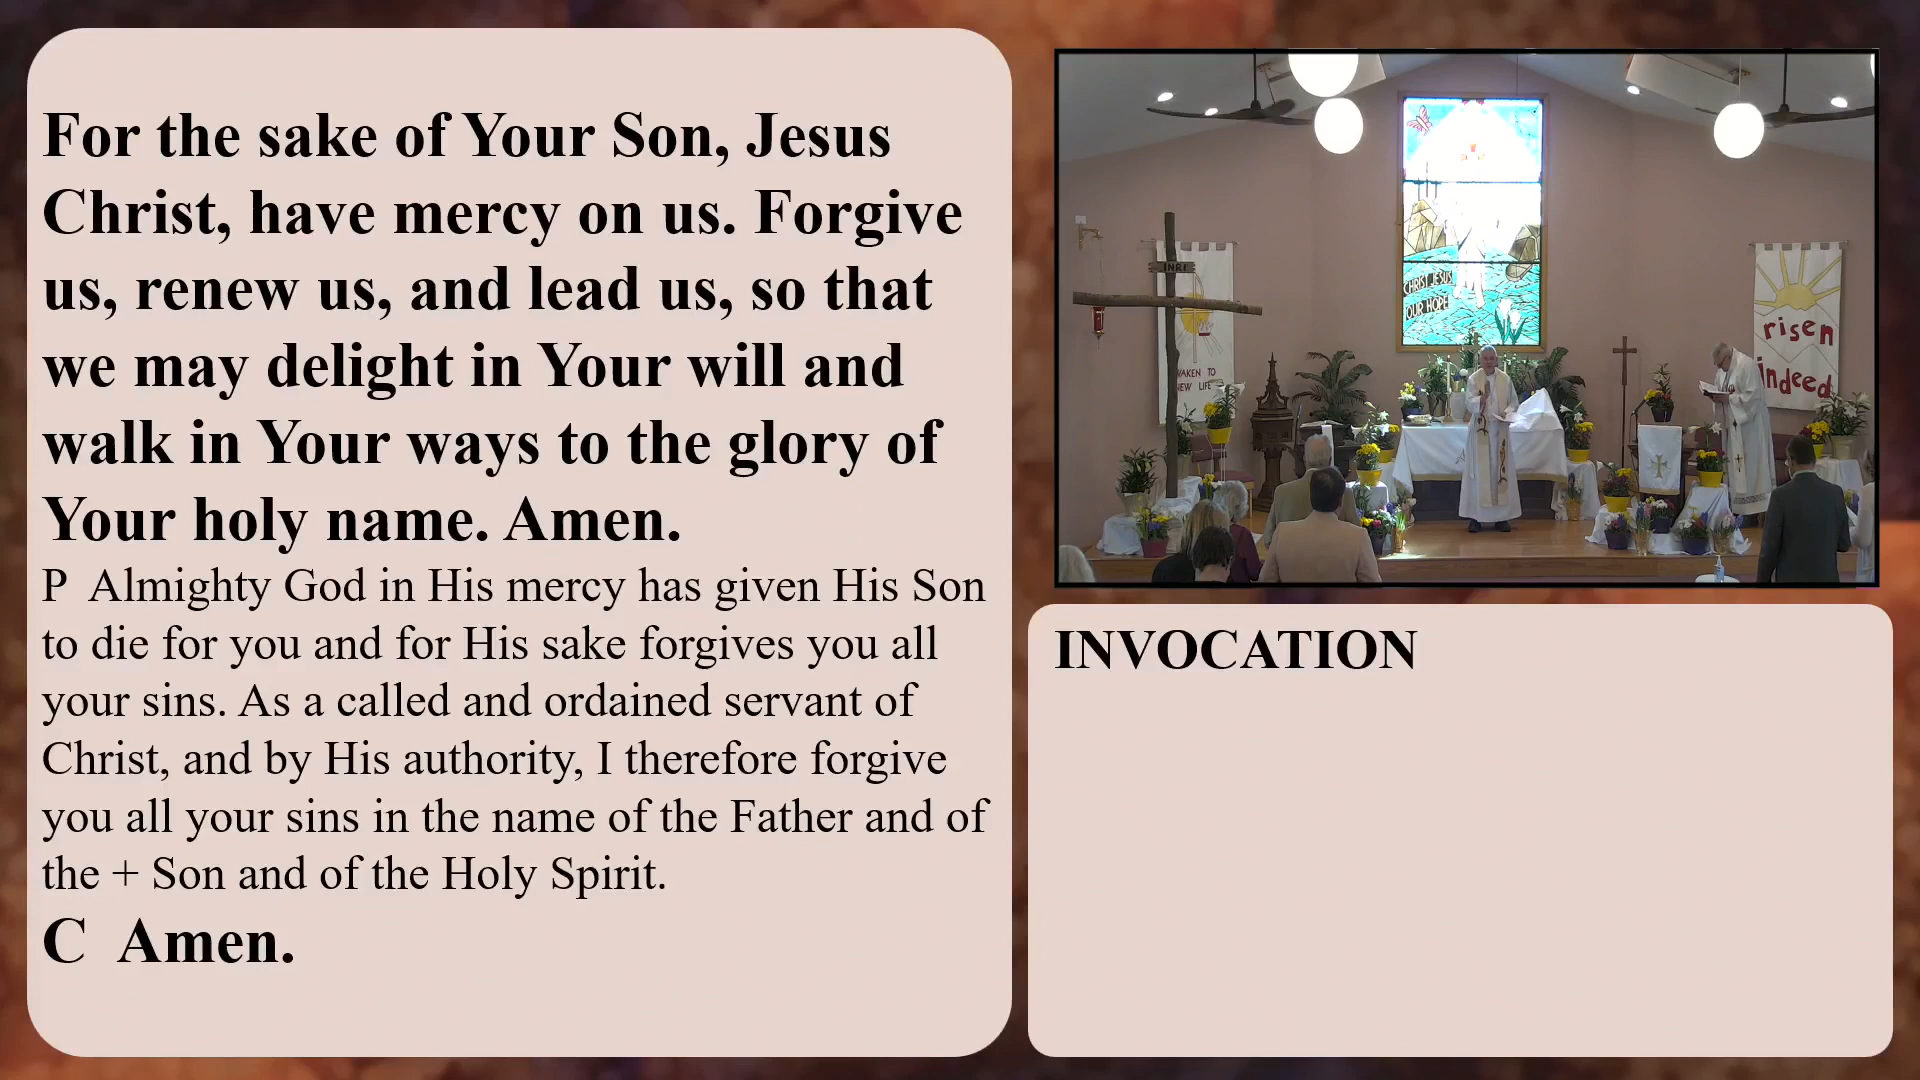 For the sake of Your Son, Jesus
Christ, have mercy on us. Forgive
us, renew us, and lead us, so that
we may delight in Your will and
walk in Your ways to the glory of
Your holy name. Amen.
P  Almighty God in His mercy has given His Son
to die for you and for His sake forgives you all
your sins. As a called and ordained servant of
Christ, and by His authority, I therefore forgive
you all your sins in the name of the Father and of
the + Son and of the Holy Spirit.
C  Amen.
INRI
CHRIST JESUS
OUR HOPE
WAKEN TO
NEW LIFE
risen
indeed
INVOCATION